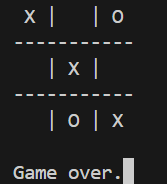 X |   | O
-----------
   | X |
-----------
   | O | X

Game over.